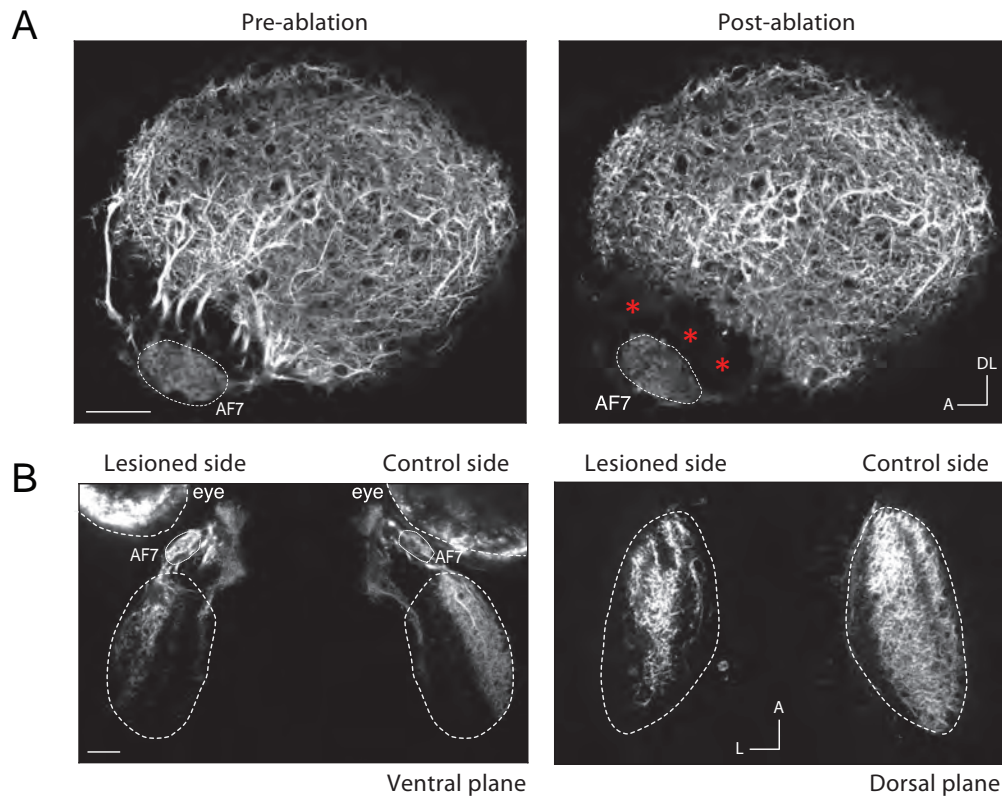 A
Pre-ablation
Post-ablation
AF7
* * *
AF7
DL
A
B
Lesioned side
Control side
Lesioned side
Control side
eye
eye
AF7
AF7
A
L
Ventral plane
Dorsal plane